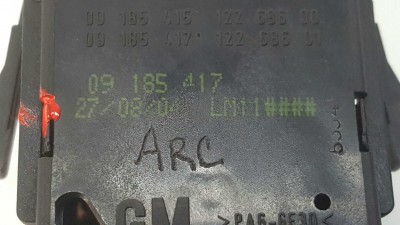 09 185 415 122 686 00
09 185 417 122 686 01
09 185 417
27/08/04 LM11####
ARC
GM >PA6-GF30<